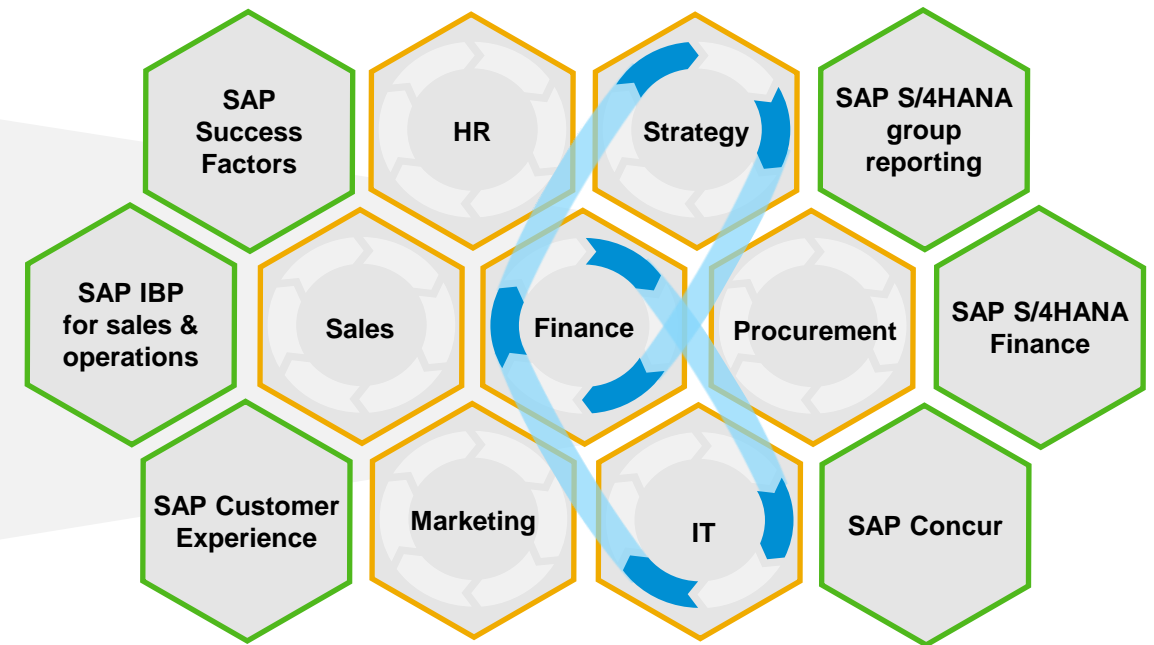 SAP
Success
Factors
HR
Strategy
SAP S/4HANA
group
reporting
SAP IBP
for sales &
operations
Sales
Finance
Procurement
SAP S/4HANA
Finance
SAP Customer
Experience
Marketing
IT
SAP Concur